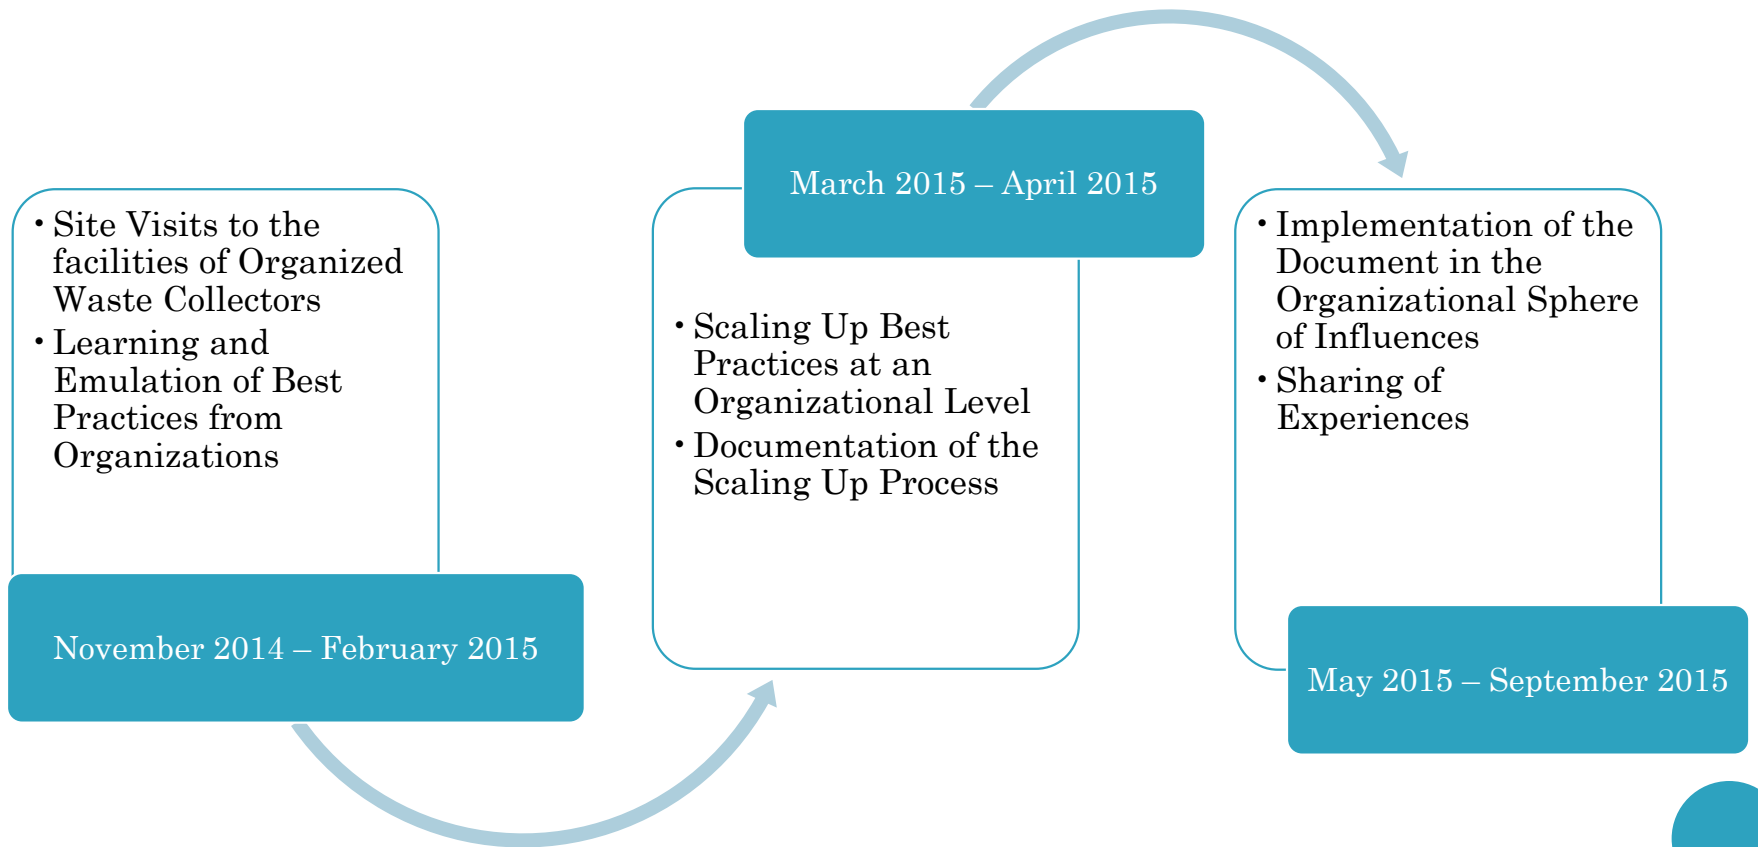 • Site Visits to the
facilities of Organized
Waste Collectors
• Learning and
Emulation of Best
Practices from
Organizations
November 2014 – February 2015
March 2015 – April 2015
• Scaling Up Best
Practices at an
Organizational Level
• Documentation of the
Scaling Up Process
• Implementation of the
Document in the
Organizational Sphere
of Influences
• Sharing of
Experiences
May 2015 – September 2015